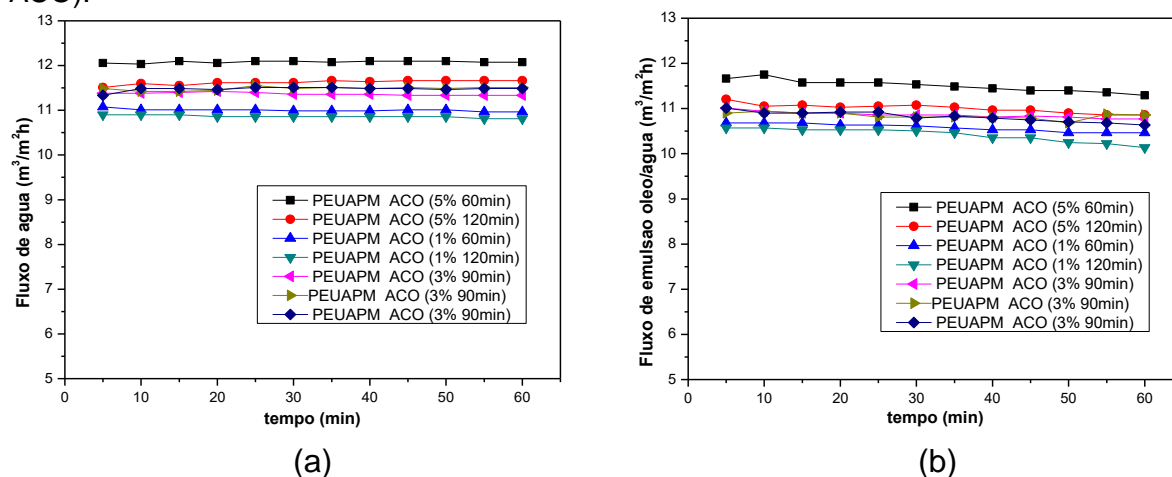 ACO).
13
12
11
10
9
8
7
6
5
0 10 20 30 40 50 60
Fluxo de agua (m³/m²h)
tempo (min)
PEUAPM ACO (5% 60min)
PEUAPM ACO (5% 120min)
PEUAPM ACO (1% 60min)
PEUAPM ACO (1% 120min)
PEUAPM ACO (3% 90min)
PEUAPM ACO (3% 90min)
PEUAPM ACO (3% 90min)
(a)
13
12
11
10
9
8
7
6
5
0 10 20 30 40 50 60
Fluxo de emulsao oleo/agua (m³/m²h)
tempo (min)
PEUAPM ACO (5% 60min)
PEUAPM ACO (5% 120min)
PEUAPM ACO (1% 60min)
PEUAPM ACO (1% 120min)
PEUAPM ACO (3% 90min)
PEUAPM ACO (3% 90min)
PEUAPM ACO (3% 90min)
(b)